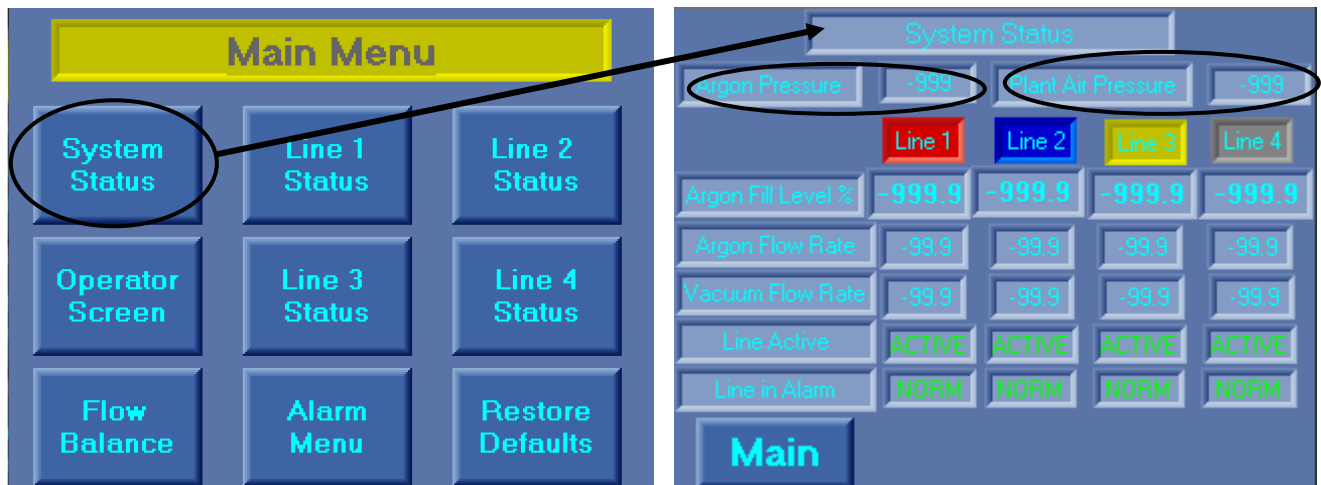 Main Menu
System
Status
Line 1
Status
Line 2
Status
Operator
Screen
Line 3
Status
Line 4
Status
Flow
Balance
Alarm
Menu
Restore
Defaults
System Status
Argon Pressure -999 Plant Air Pressure -999
Line 1 Line 2 Line 3 Line 4
Argon Fill Level % -999.9 -999.9 -999.9 -999.9
Argon Flow Rate -99.9 -99.9 -99.9 -99.9
Vacuum Flow Rate -99.9 -99.9 -99.9 -99.9
Line Active ACTIVE ACTIVE ACTIVE ACTIVE
Line in Alarm NORM NORM NORM NORM
Main